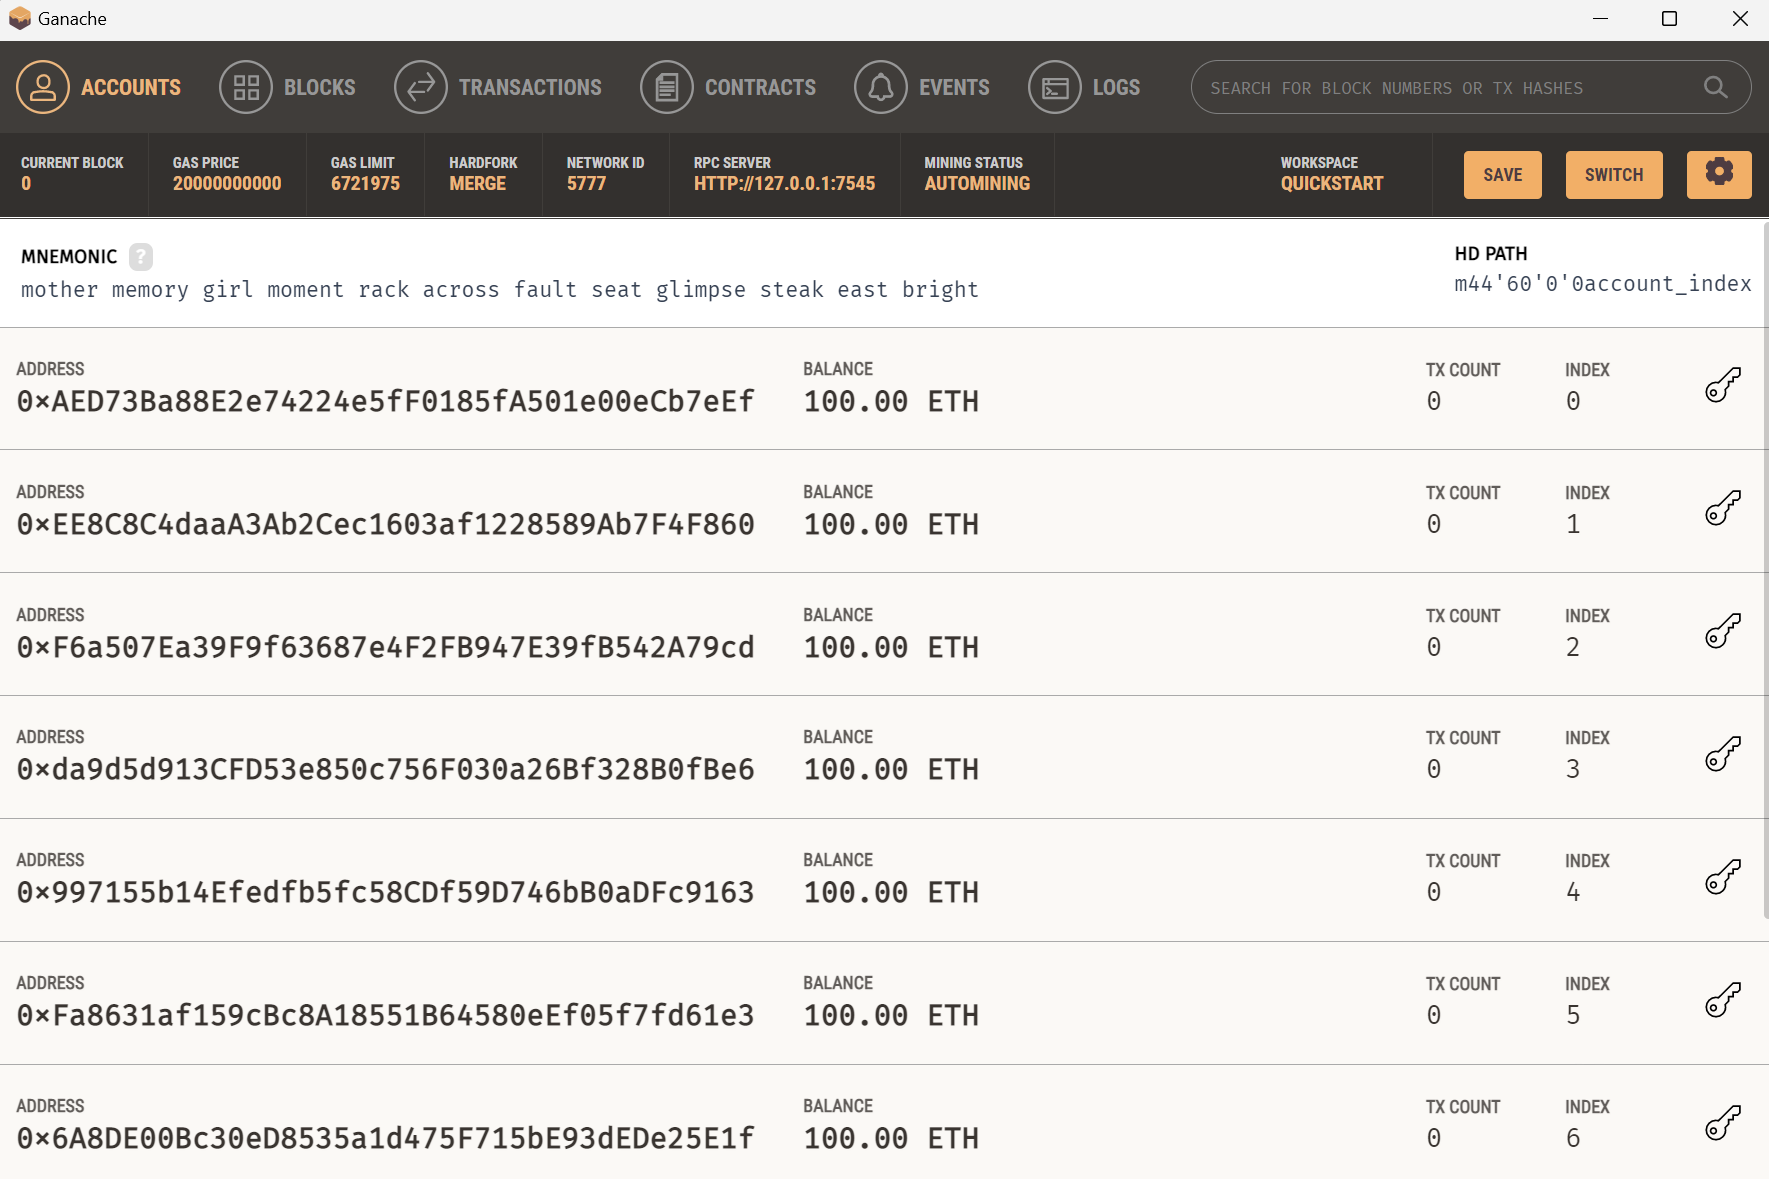 Ganache
ACCOUNTS BLOCKS TRANSACTIONS CONTRACTS EVENTS LOGS SEARCH FOR BLOCK NUMBERS OR TX HASHES
CURRENT BLOCK GAS PRICE GAS LIMIT HARDFORK NETWORK ID RPC SERVER MINING STATUS WORKSPACE
0 20000000000 6721975 MERGE 5777 HTTP://127.0.0.1:7545 AUTOMINING QUICKSTART SAVE SWITCH
MNEMONIC ? HD PATH
mother memory girl moment rack across fault seat glimpse steak east bright m44'60'0'0account_index
ADDRESS BALANCE TX COUNT INDEX
0×AED73Ba88E2e74224e5fF0185fA501e00eCb7eEf 100.00 ETH 0 0
ADDRESS BALANCE TX COUNT INDEX
0×EE8C8C4daaA3Ab2Cec1603af1228589Ab7F4F860 100.00 ETH 0 1
ADDRESS BALANCE TX COUNT INDEX
0×F6a507Ea39F9f63687e4F2FB947E39fB542A79cd 100.00 ETH 0 2
ADDRESS BALANCE TX COUNT INDEX
0×da9d5d913CFD53e850c756F030a26Bf328B0fBe6 100.00 ETH 0 3
ADDRESS BALANCE TX COUNT INDEX
0×997155b14Efedfb5fc58CDf59D746bB0aDFc9163 100.00 ETH 0 4
ADDRESS BALANCE TX COUNT INDEX
0×Fa8631af159cBc8A18551B64580eEf05f7fd61e3 100.00 ETH 0 5
ADDRESS BALANCE TX COUNT INDEX
0×6A8DE00Bc30eD8535a1d475F715bE93dEDe25E1f 100.00 ETH 0 6